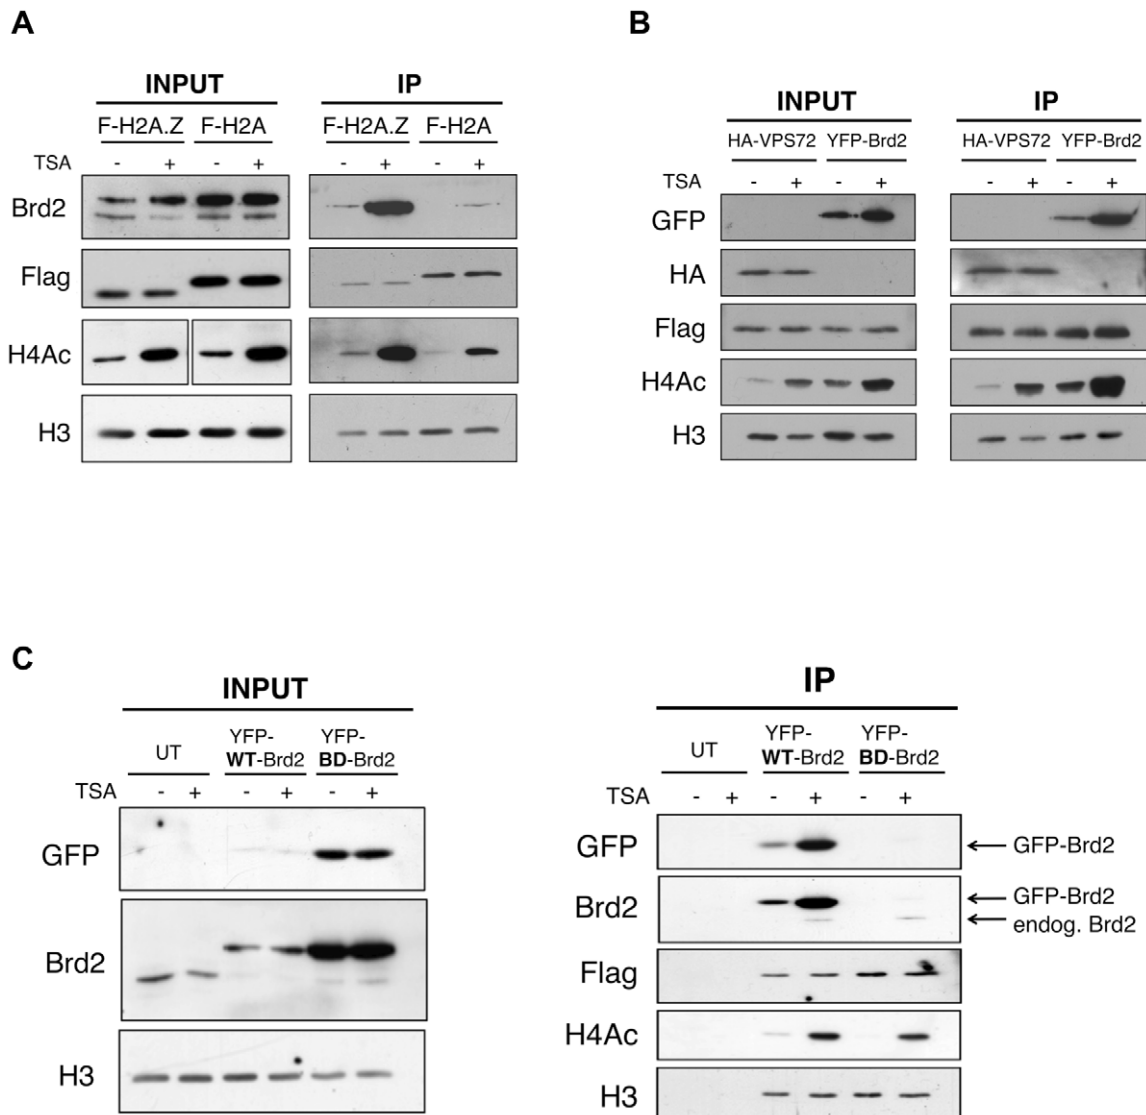 A
INPUT IP
F-H2A.Z F-H2A F-H2A.Z F-H2A
TSA - + - + - + - +
Brd2
Flag
H4Ac
H3
B
INPUT IP
HA-VPS72 YFP-Brd2 HA-VPS72 YFP-Brd2
TSA - + - + - + - +
GFP
HA
Flag
H4Ac
H3
C
INPUT
UT YFP-WT-Brd2 YFP-BD-Brd2
TSA - + - + - +
GFP
Brd2
H3
IP
UT YFP-WT-Brd2 YFP-BD-Brd2
TSA - + - + - +
GFP GFP-Brd2
Brd2 GFP-Brd2
endog. Brd2
Flag
H4Ac
H3